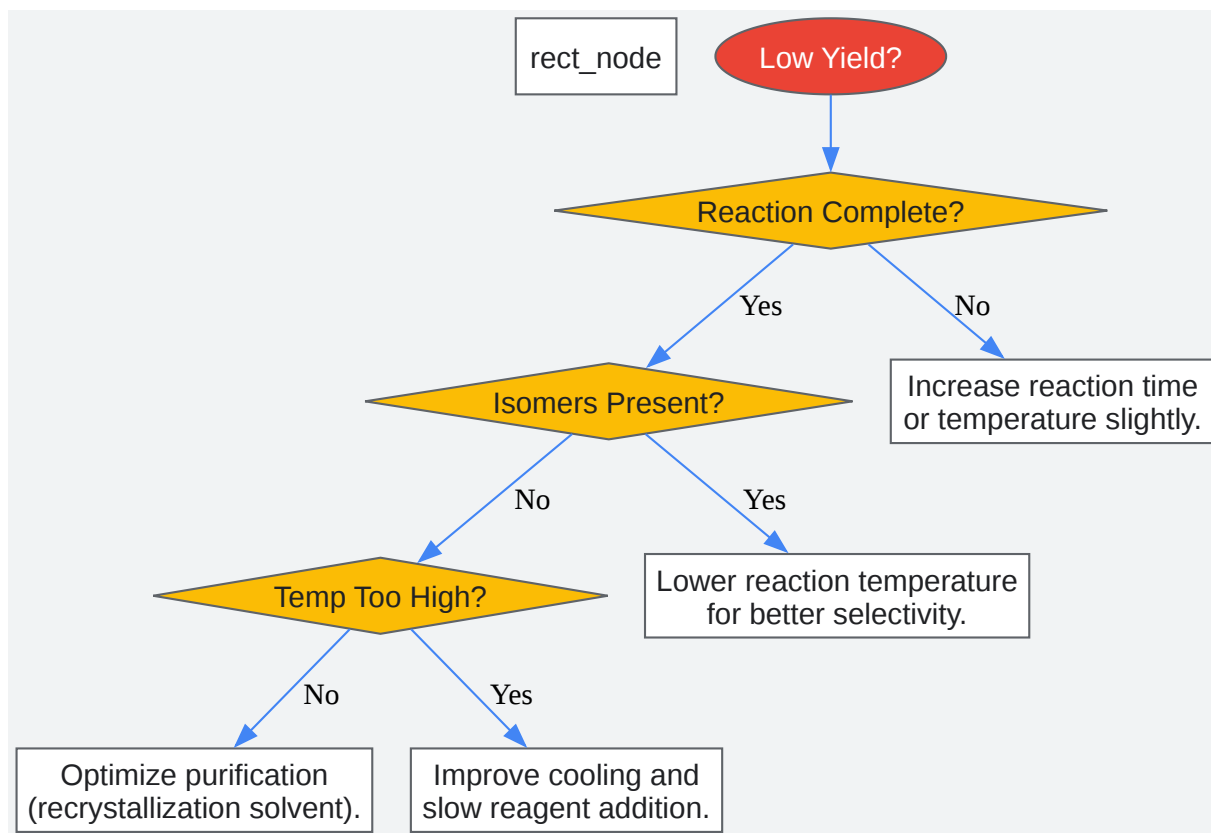 rect_node
Low Yield?
Reaction Complete?
Yes
No
Isomers Present?
Increase reaction time
or temperature slightly.
No
Yes
Temp Too High?
Lower reaction temperature
for better selectivity.
No
Yes
Optimize purification
(recrystallization solvent).
Improve cooling and
slow reagent addition.